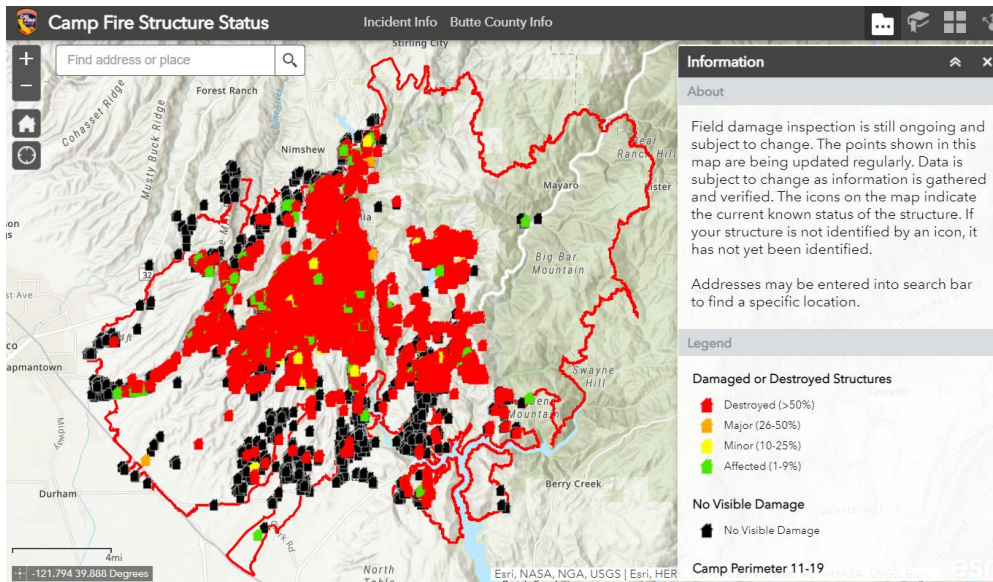 Camp Fire Structure Status
Incident Info Butte County Info
Find address or place
Stirling City
Forest Ranch
Cohasset Ridge
Musty Buck Ridge
Butte Creek
Nimshew
32
Mayaro
Big Bar
Mountain
Swayne
Hill
Mountain
Berry Creek
Midway
Durham
Clark Rd
North
4mi
-121.794 39.888 Degrees
Esri, NASA, NGA, USGS | Esri, HER
Information
About
Field damage inspection is still ongoing and
subject to change. The points shown in this
map are being updated regularly. Data is
subject to change as information is gathered
and verified. The icons on the map indicate
the current known status of the structure. If
your structure is not identified by an icon, it
has not yet been identified.
Addresses may be entered into search bar
to find a specific location.
Legend
Damaged or Destroyed Structures
Destroyed (>50%)
Major (26-50%)
Minor (10-25%)
Affected (1-9%)
No Visible Damage
No Visible Damage
Camp Perimeter 11-19
esri